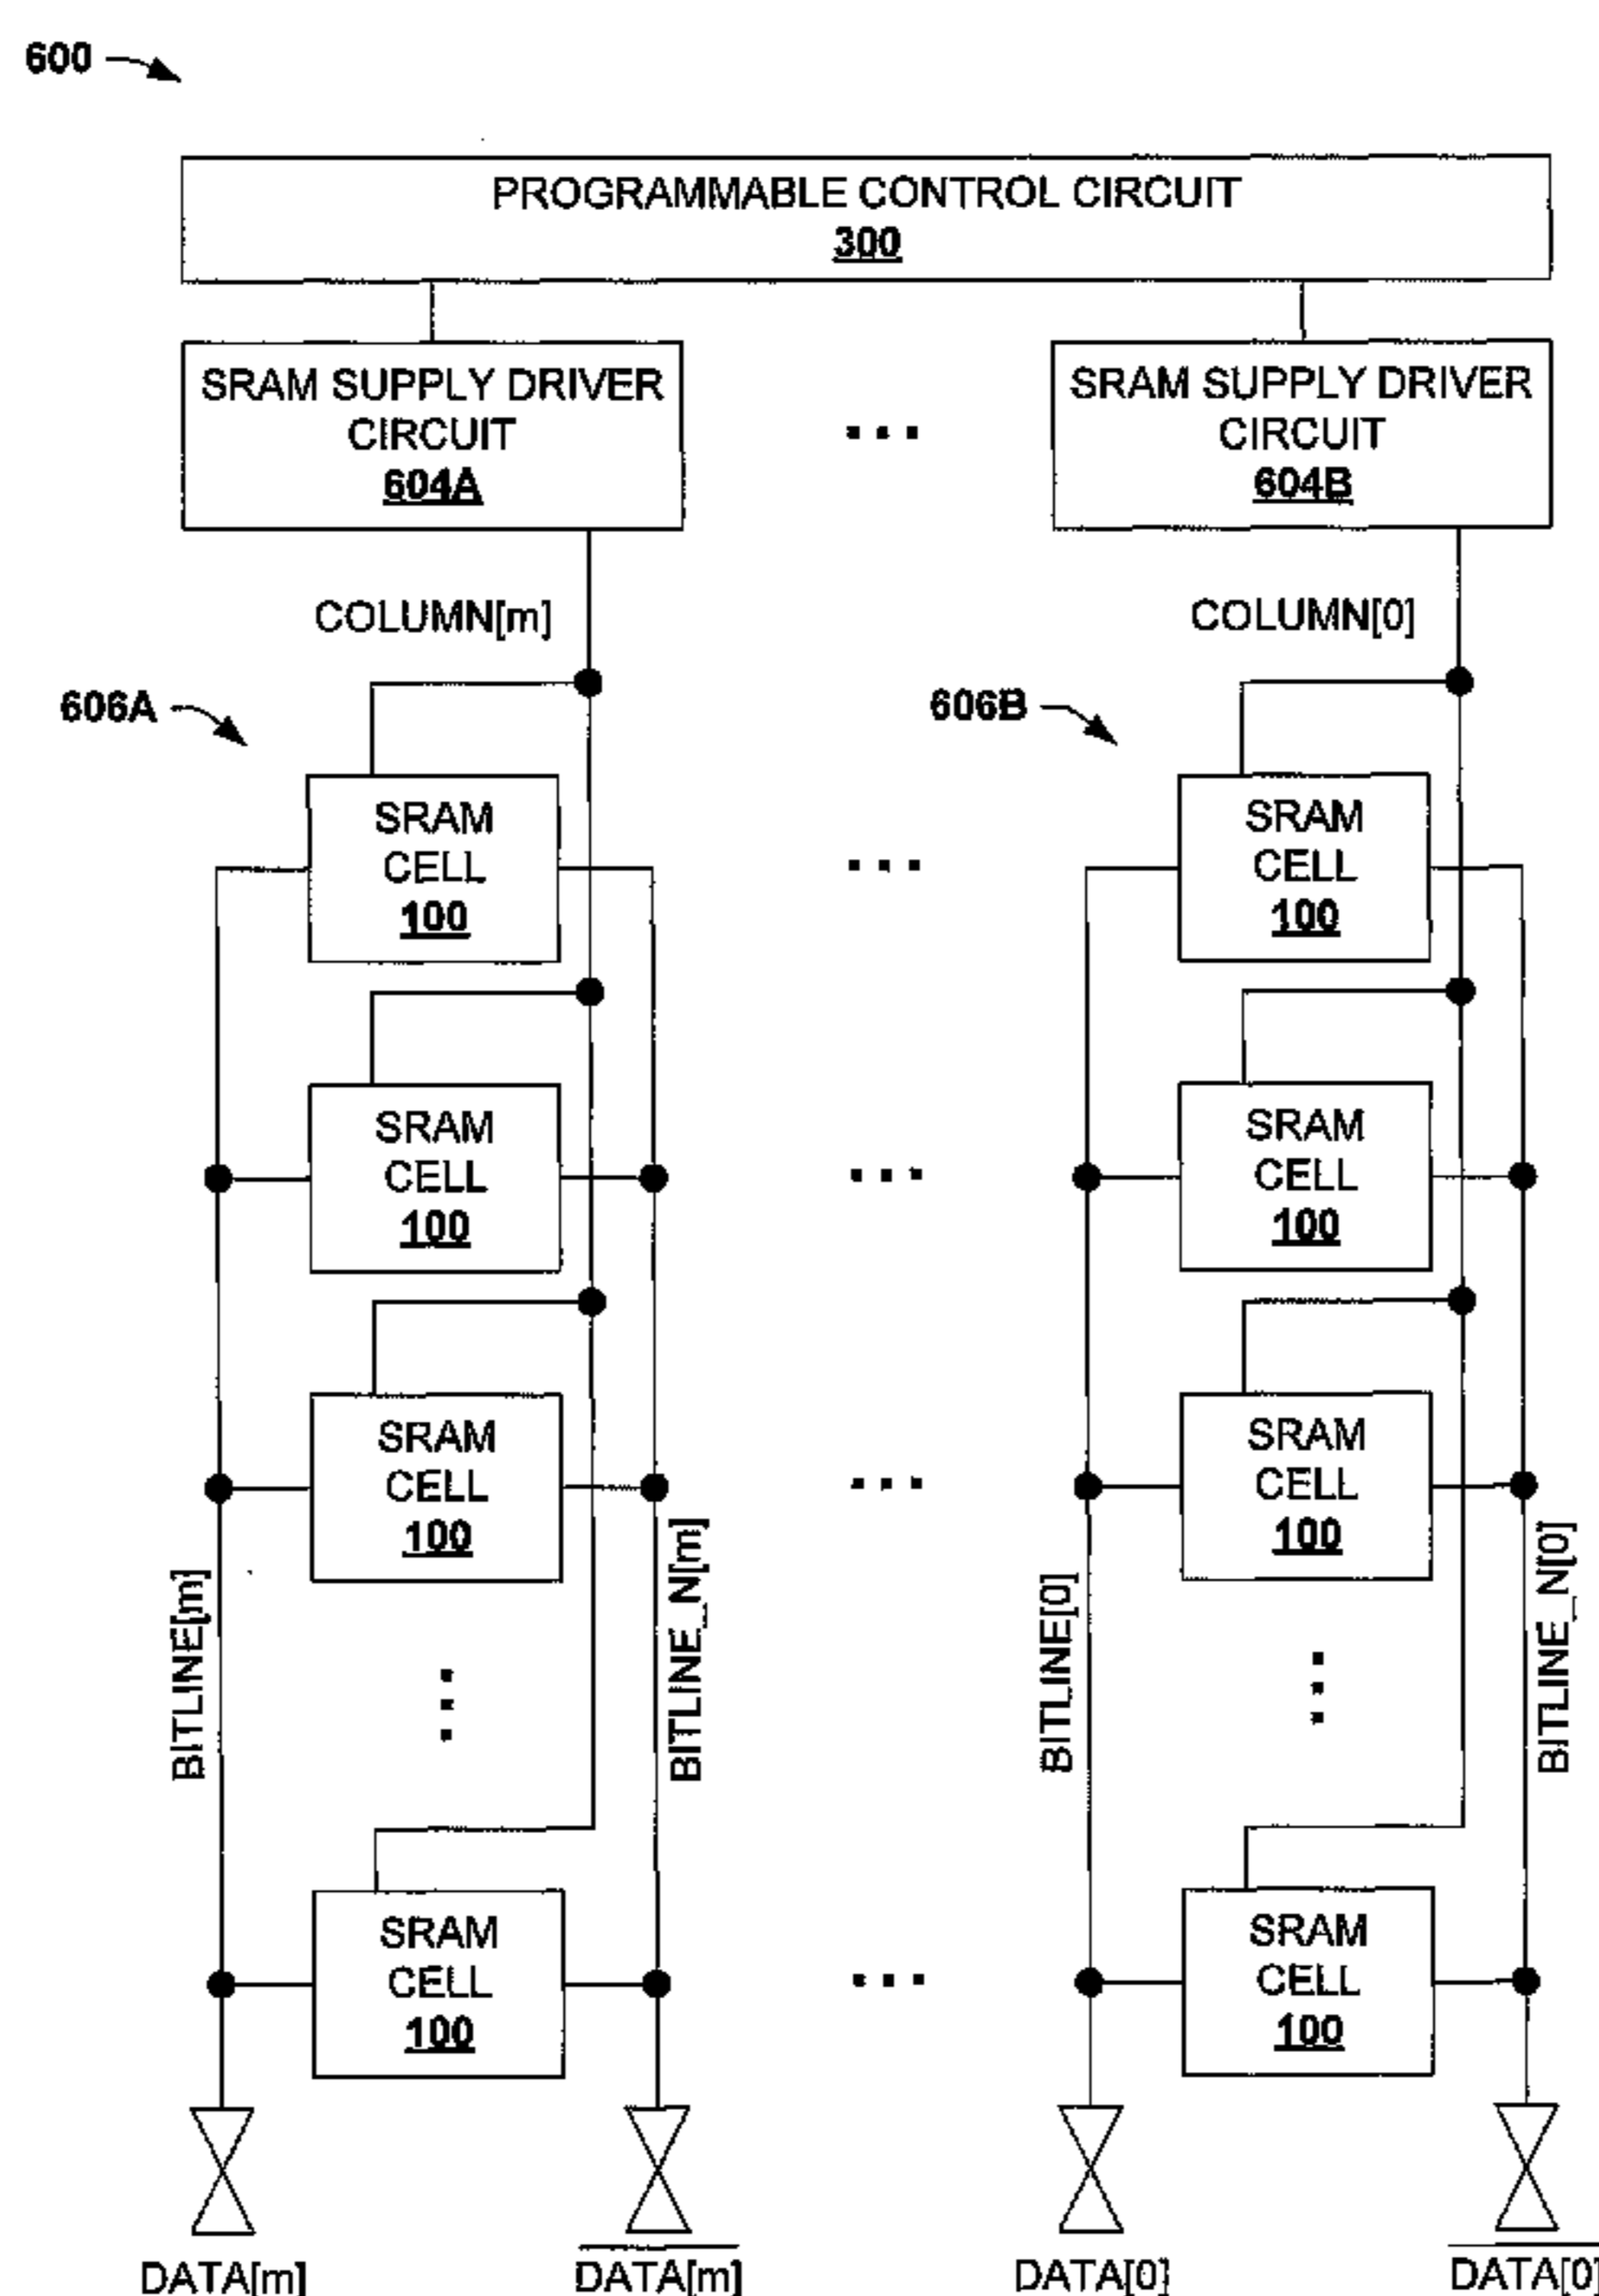 600
PROGRAMMABLE CONTROL CIRCUIT
300
SRAM SUPPLY DRIVER
CIRCUIT
604A
...
SRAM SUPPLY DRIVER
CIRCUIT
604B
COLUMN[m]
COLUMN[0]
606A
606B
SRAM
CELL
100
...
SRAM
CELL
100
SRAM
CELL
100
...
SRAM
CELL
100
SRAM
CELL
100
...
SRAM
CELL
100
BITLINE[m]
BITLINE_N[m]
BITLINE[0]
BITLINE_N[0]
SRAM
CELL
100
...
SRAM
CELL
100
DATA[m]
DATA[m]
DATA[0]
DATA[0]